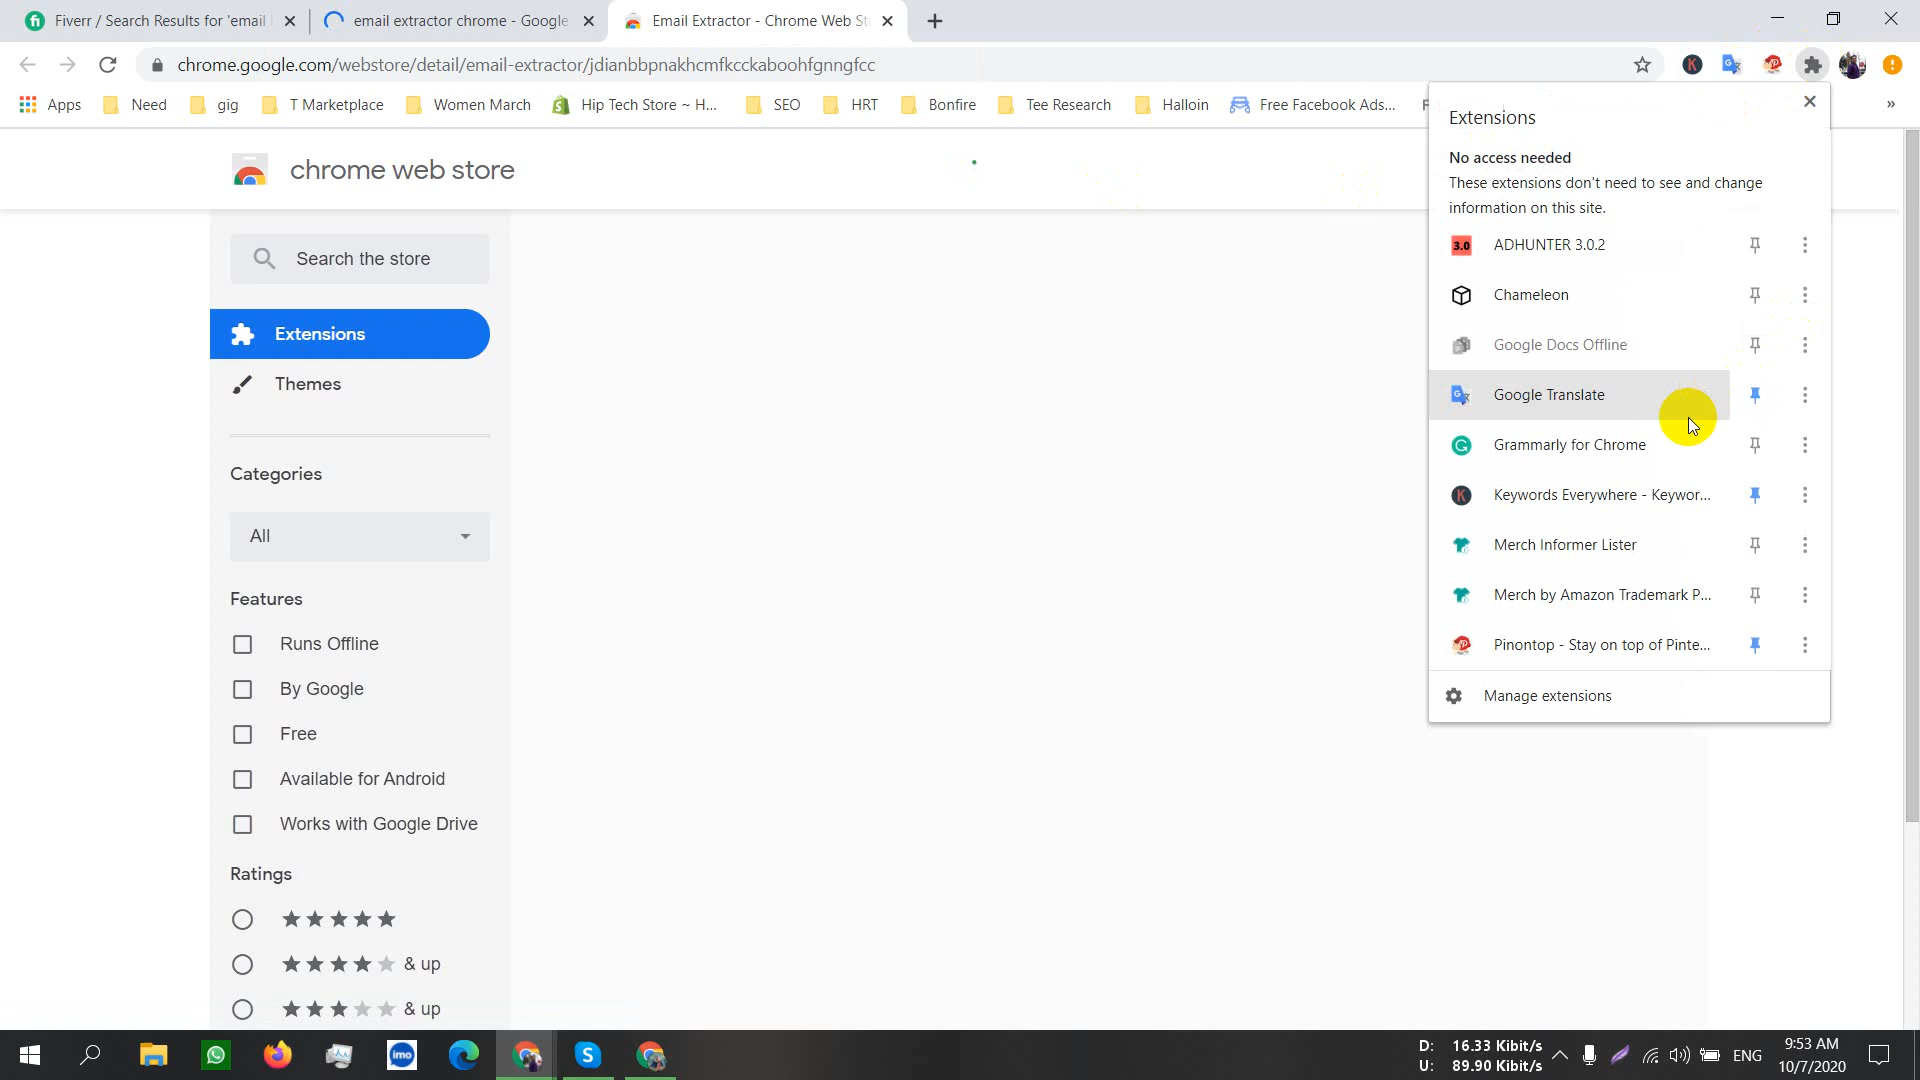 Fiverr / Search Results for 'email
email extractor chrome - Google
Email Extractor - Chrome Web St
chrome.google.com/webstore/detail/email-extractor/jdianbbpnakhcmfkcckaboohfgnngfcc
Apps
Need
gig
T Marketplace
Women March
Hip Tech Store ~ H...
SEO
HRT
Bonfire
Tee Research
Halloin
Free Facebook Ads...
»
chrome web store
Search the store
Extensions
Themes
Categories
All
Features
Runs Offline
By Google
Free
Available for Android
Works with Google Drive
Ratings
& up
& up
Extensions
No access needed
These extensions don't need to see and change
information on this site.
3.0 ADHUNTER 3.0.2
Chameleon
Google Docs Offline
Google Translate
Grammarly for Chrome
Keywords Everywhere - Keywor...
Merch Informer Lister
Merch by Amazon Trademark P...
Pinontop - Stay on top of Pinte...
Manage extensions
imo
D: 16.33 Kibit/s
U: 89.90 Kibit/s
ENG
9:53 AM
10/7/2020